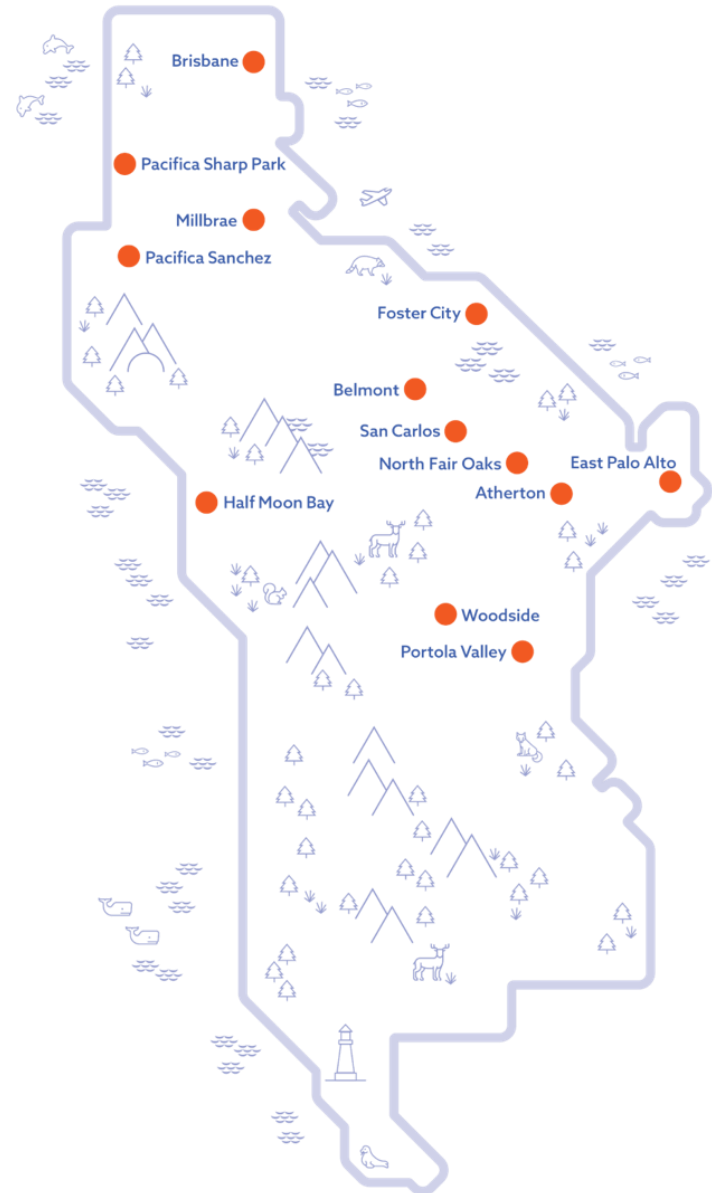 Brisbane
Pacifica Sharp Park
Millbrae
Pacifica Sanchez
Foster City
Belmont
San Carlos
North Fair Oaks
East Palo Alto
Atherton
Half Moon Bay
Woodside
Portola Valley